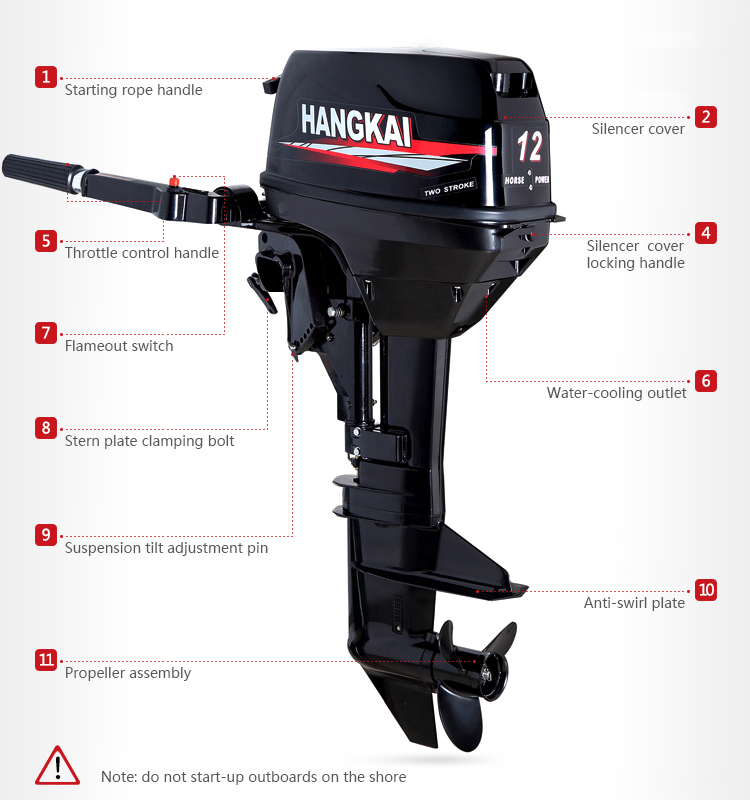 1
Starting rope handle
2
Silencer cover
HANGKAI
12
HORSE POWER
TWO STROKE
4
Silencer cover
locking handle
5
Throttle control handle
7
Flameout switch
6
Water-cooling outlet
8
Stern plate clamping bolt
9
Suspension tilt adjustment pin
10
Anti-swirl plate
11
Propeller assembly
!
Note: do not start-up outboards on the shore